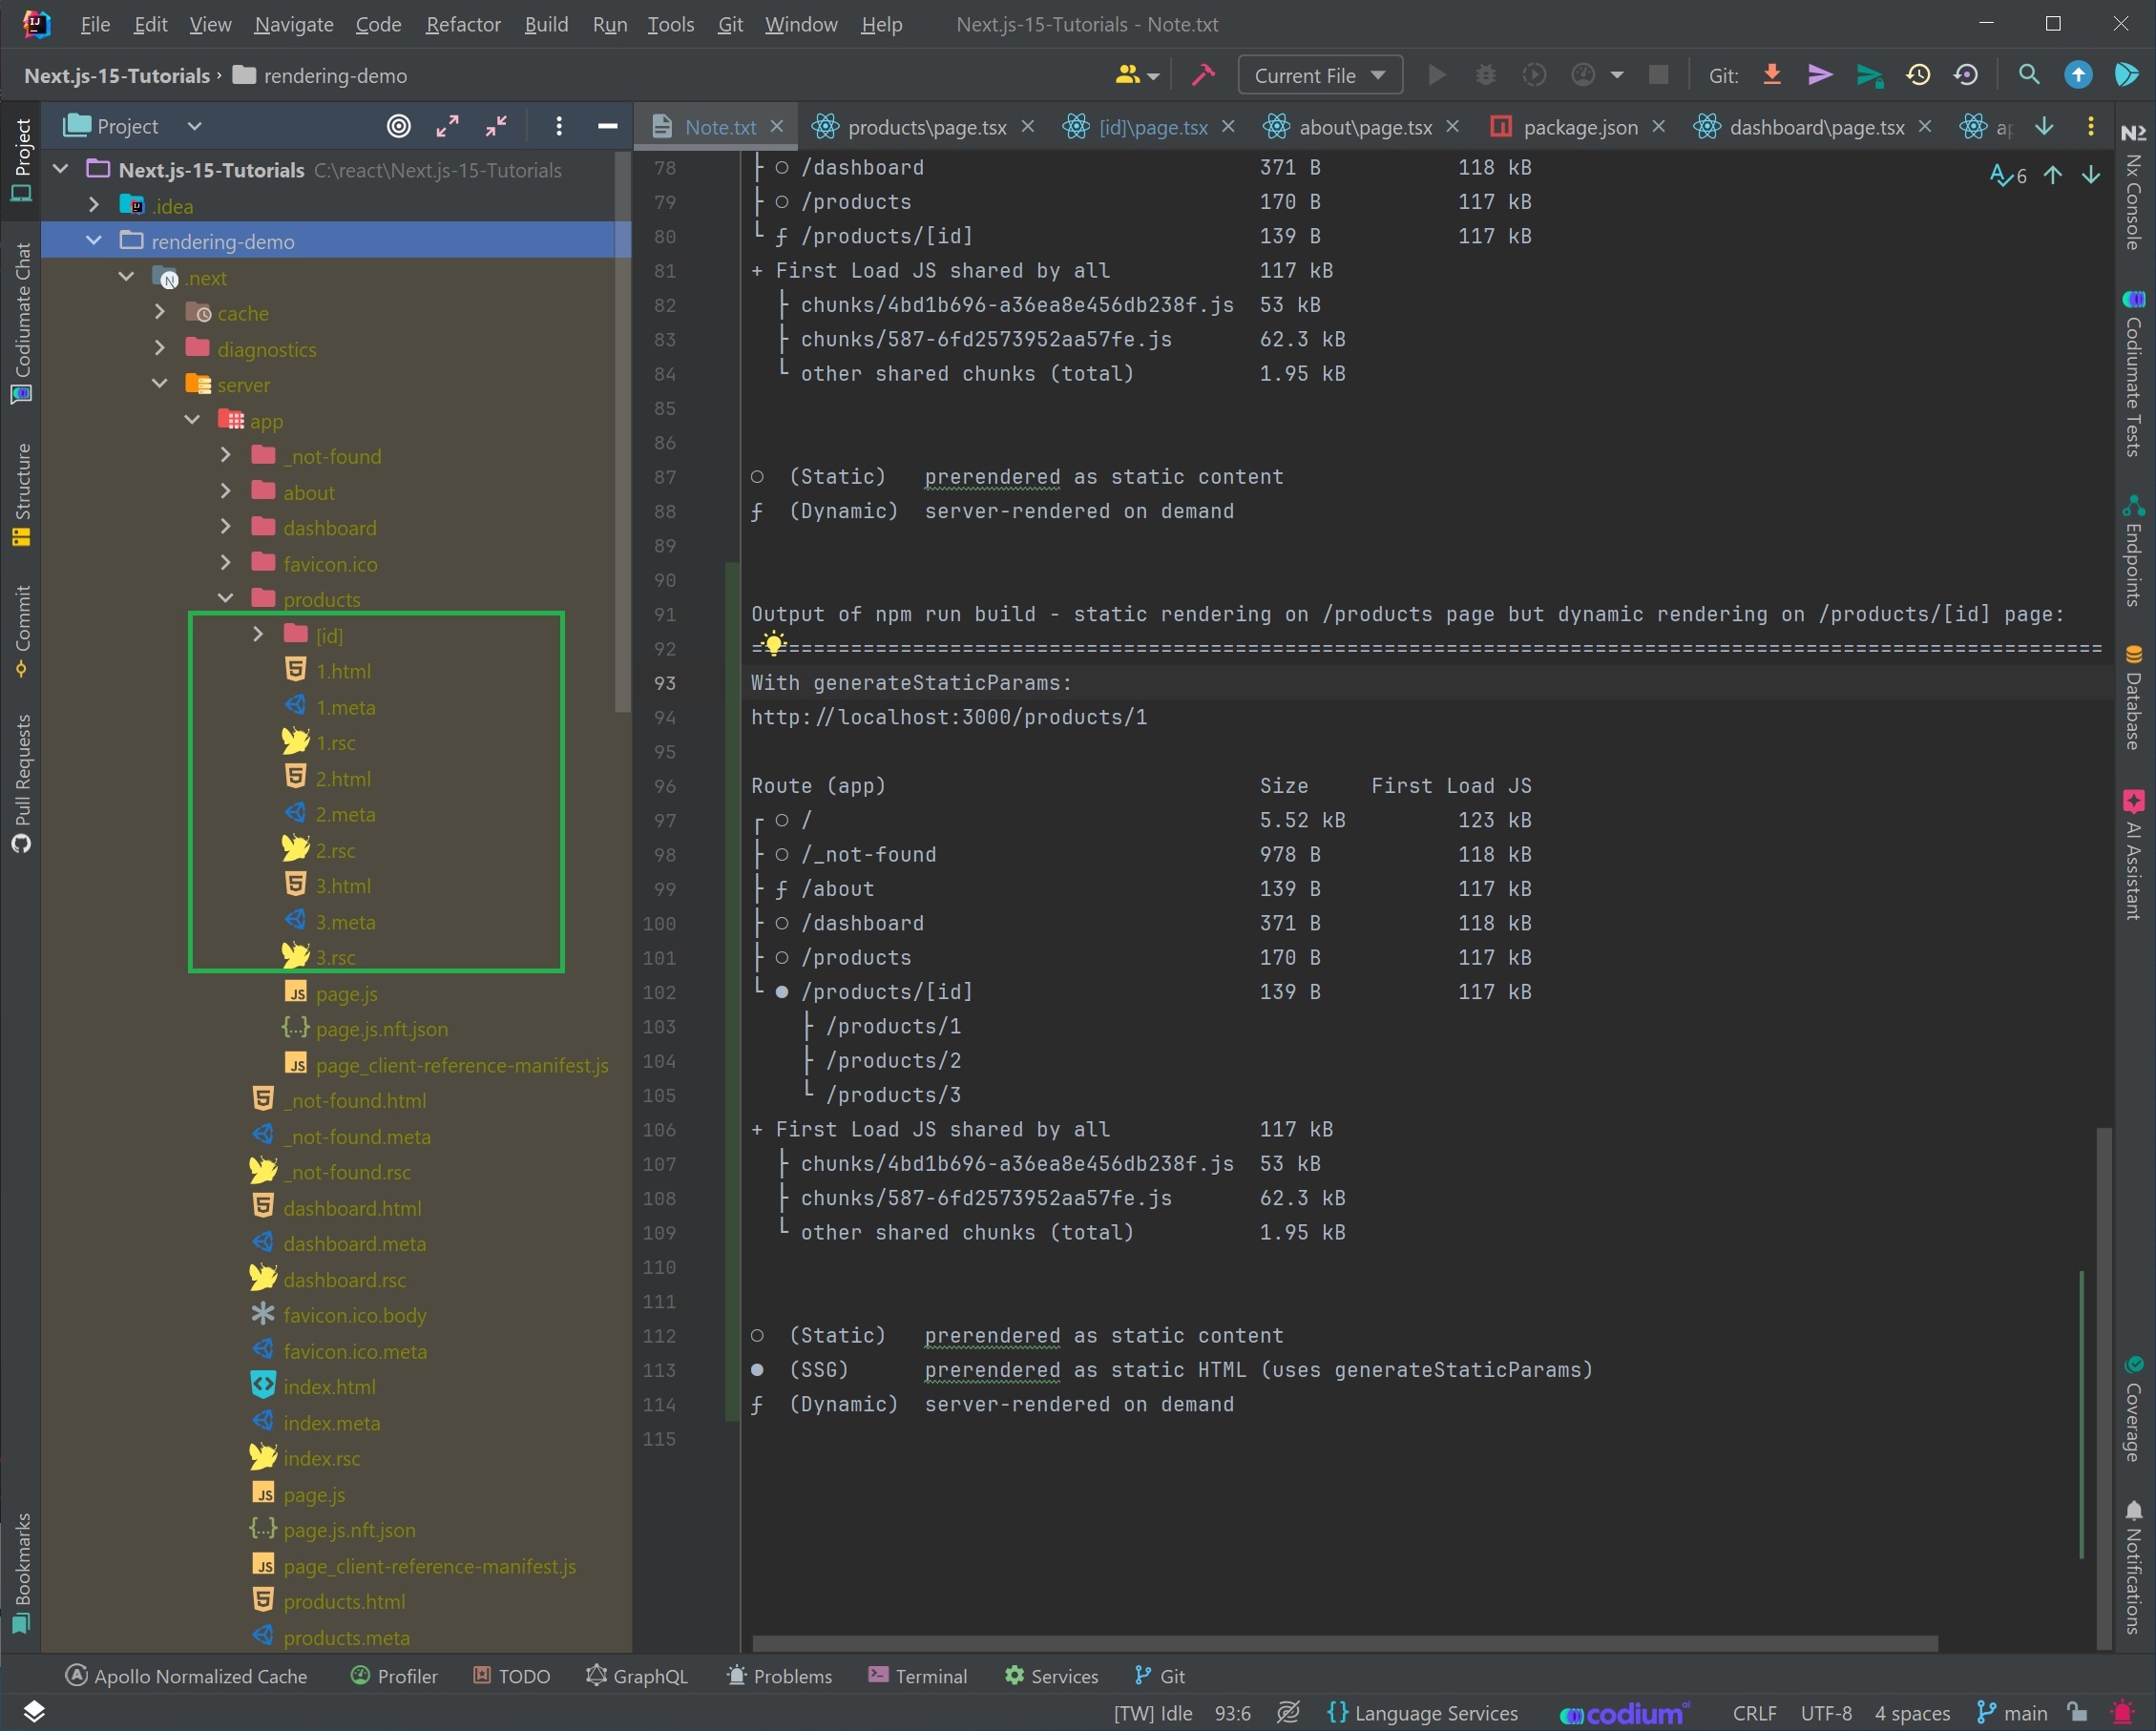 File Edit View Navigate Code Refactor Build Run Tools Git Window Help Next.js-15-Tutorials - Note.txt
Next.js-15-Tutorials › rendering-demo Current File Git:
Project
Note.txt products\page.tsx [id]\page.tsx about\page.tsx package.json dashboard\page.tsx
Project
Codiumate Chat
Structure
Commit
Pull Requests
Bookmarks
Next.js-15-Tutorials C:\react\Next.js-15-Tutorials
.idea
rendering-demo
.next
cache
diagnostics
server
app
_not-found
about
dashboard
favicon.ico
products
[id]
1.html
1.meta
1.rsc
2.html
2.meta
2.rsc
3.html
3.meta
3.rsc
page.js
page.js.nft.json
page_client-reference-manifest.js
_not-found.html
_not-found.meta
_not-found.rsc
dashboard.html
dashboard.meta
dashboard.rsc
favicon.ico.body
favicon.ico.meta
index.html
index.meta
index.rsc
page.js
page.js.nft.json
page_client-reference-manifest.js
products.html
products.meta
6
78 ├ ○ /dashboard 371 B 118 kB
79 ├ ○ /products 170 B 117 kB
80 └ ƒ /products/[id] 139 B 117 kB
81 + First Load JS shared by all 117 kB
82 ├ chunks/4bd1b696-a36ea8e456db238f.js 53 kB
83 ├ chunks/587-6fd2573952aa57fe.js 62.3 kB
84 └ other shared chunks (total) 1.95 kB
85
86
87 ○ (Static) prerendered as static content
88 ƒ (Dynamic) server-rendered on demand
89
90
91 Output of npm run build - static rendering on /products page but dynamic rendering on /products/[id] page:
92 =============================================================================================================
93 With generateStaticParams:
94 http://localhost:3000/products/1
95
96 Route (app) Size First Load JS
97 ┌ ○ / 5.52 kB 123 kB
98 ├ ○ /_not-found 978 B 118 kB
99 ├ ƒ /about 139 B 117 kB
100 ├ ○ /dashboard 371 B 118 kB
101 ├ ○ /products 170 B 117 kB
102 └ ● /products/[id] 139 B 117 kB
103 ├ /products/1
104 ├ /products/2
105 └ /products/3
106 + First Load JS shared by all 117 kB
107 ├ chunks/4bd1b696-a36ea8e456db238f.js 53 kB
108 ├ chunks/587-6fd2573952aa57fe.js 62.3 kB
109 └ other shared chunks (total) 1.95 kB
110
111
112 ○ (Static) prerendered as static content
113 ● (SSG) prerendered as static HTML (uses generateStaticParams)
114 ƒ (Dynamic) server-rendered on demand
115
Nx Console
Codiumate Tests
Endpoints
Database
AI Assistant
Coverage
Notifications
Apollo Normalized Cache Profiler TODO GraphQL Problems Terminal Services Git
[TW] Idle 93:6 Language Services codium ai CRLF UTF-8 4 spaces main